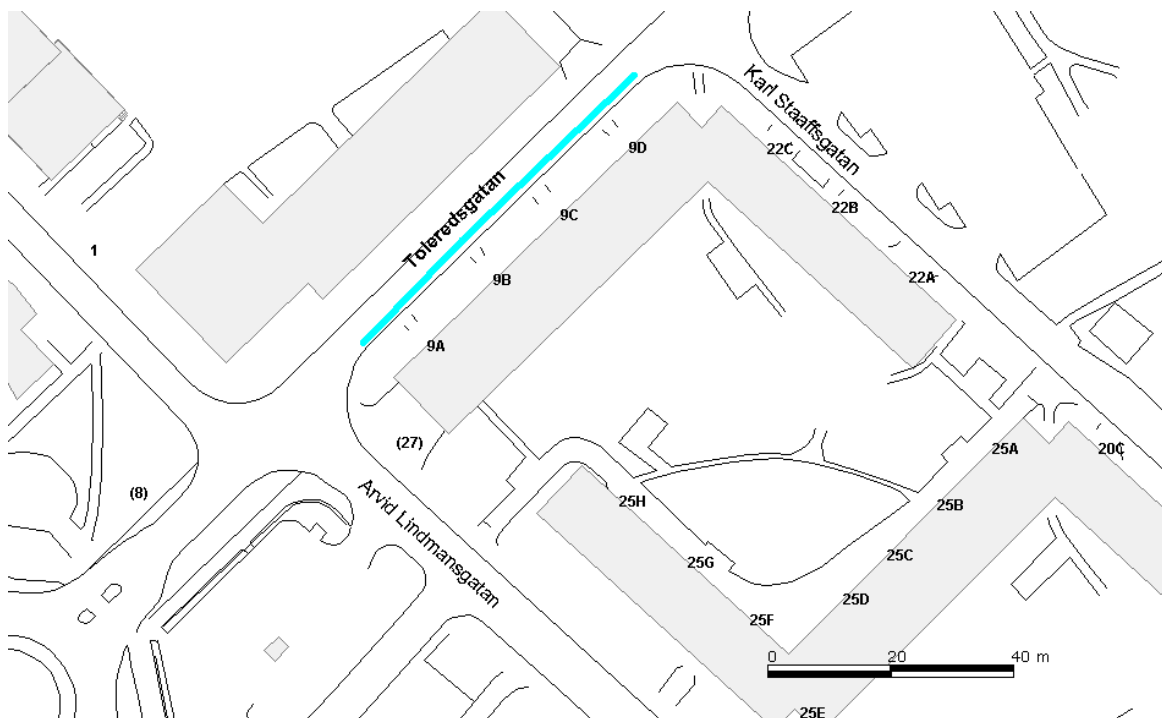 Karl Staaffsgatan
9D
22C
Toleredsgatan
9C
22B
1
9B
22A
9A
(27)
25A
20C
(8)
Arvid Lindmansgatan
25H
25B
25G
25C
25D
25F
0 20 40 m
25E